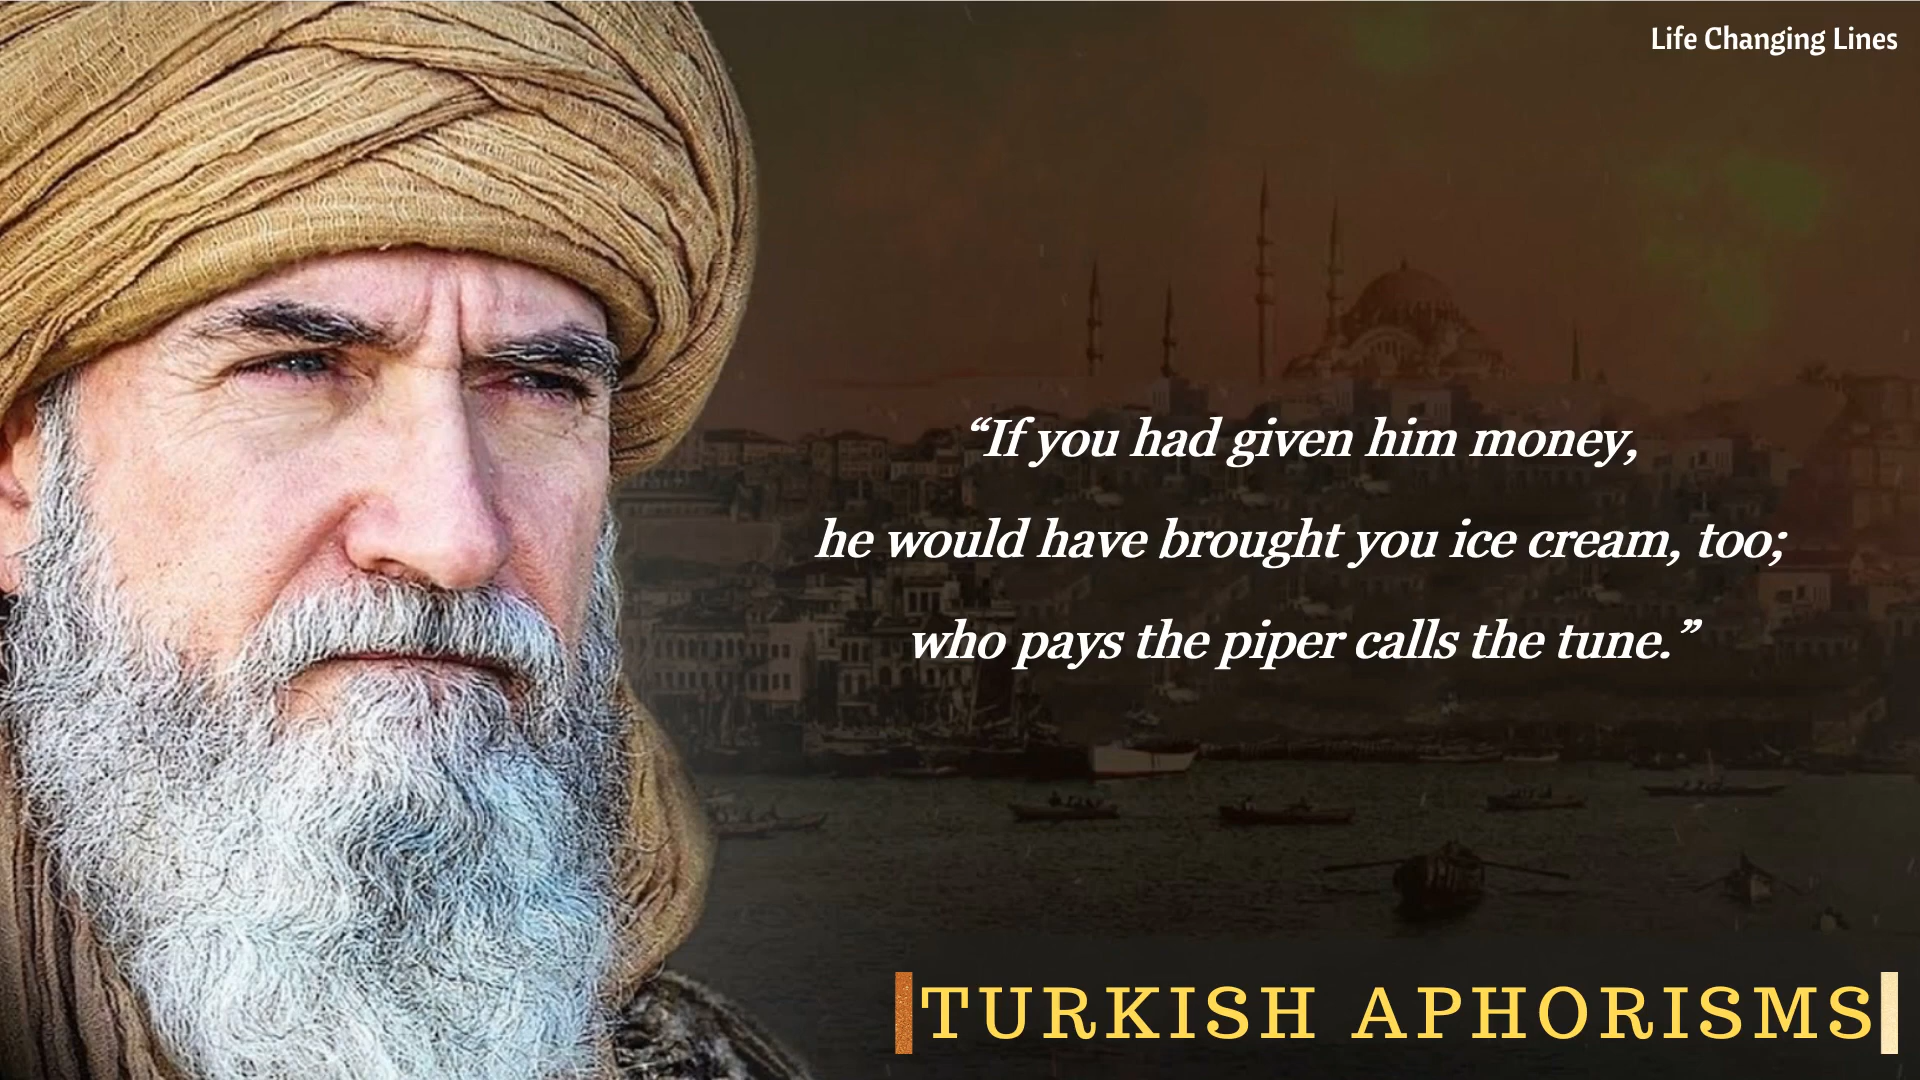 Life Changing Lines
“If you had given him money,
he would have brought you ice cream, too;
who pays the piper calls the tune.”
TURKISH APHORISMS